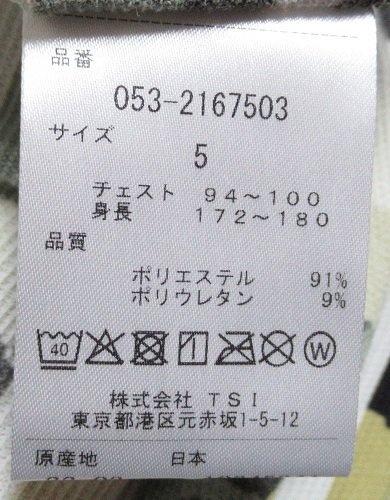 品番
053-2167503
サイズ
5
チェスト 94～100
身長 172～180
品質
ポリエステル 91%
ポリウレタン 9%
40
W
株式会社 TSI
東京都港区元赤坂1-5-12
原産地 日本